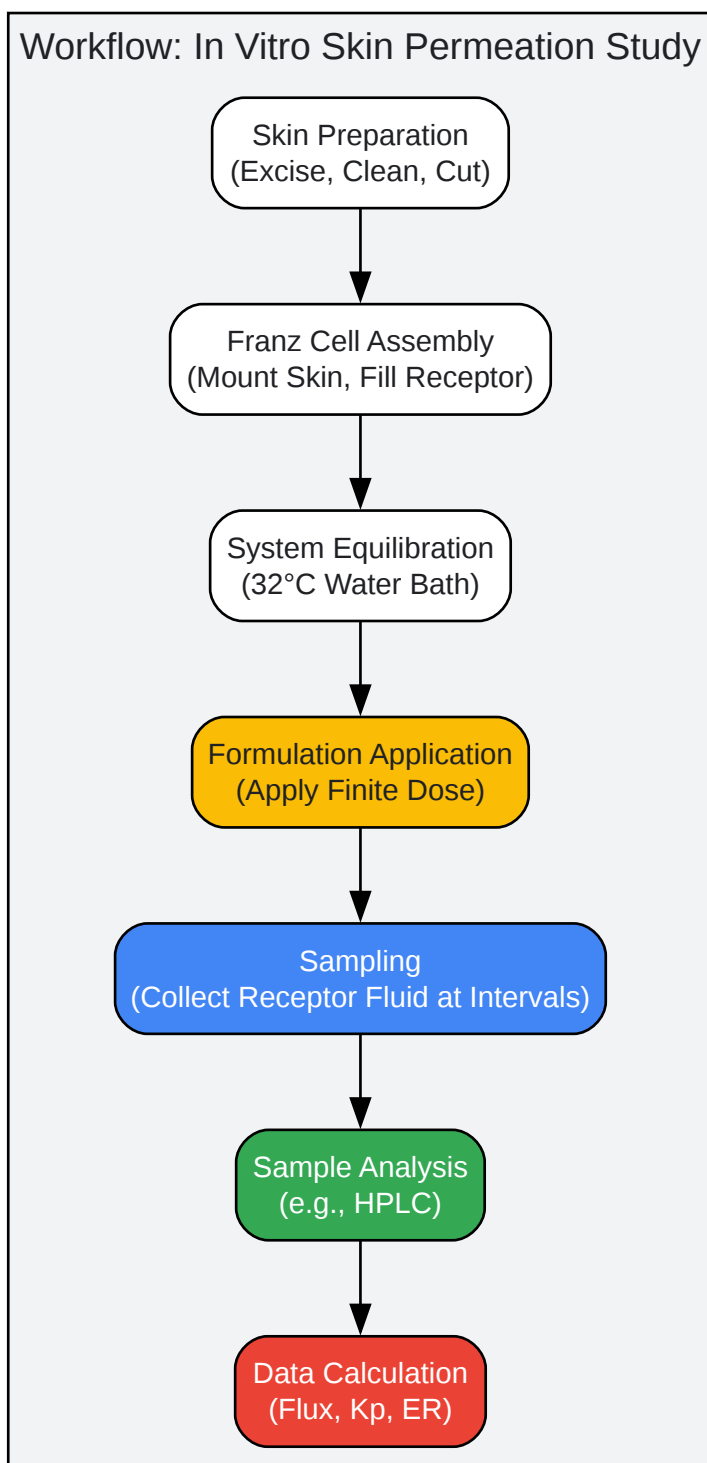 Workflow: In Vitro Skin Permeation Study
Skin Preparation
(Excise, Clean, Cut)
Franz Cell Assembly
(Mount Skin, Fill Receptor)
System Equilibration
(32°C Water Bath)
Formulation Application
(Apply Finite Dose)
Sampling
(Collect Receptor Fluid at Intervals)
Sample Analysis
(e.g., HPLC)
Data Calculation
(Flux, Kp, ER)